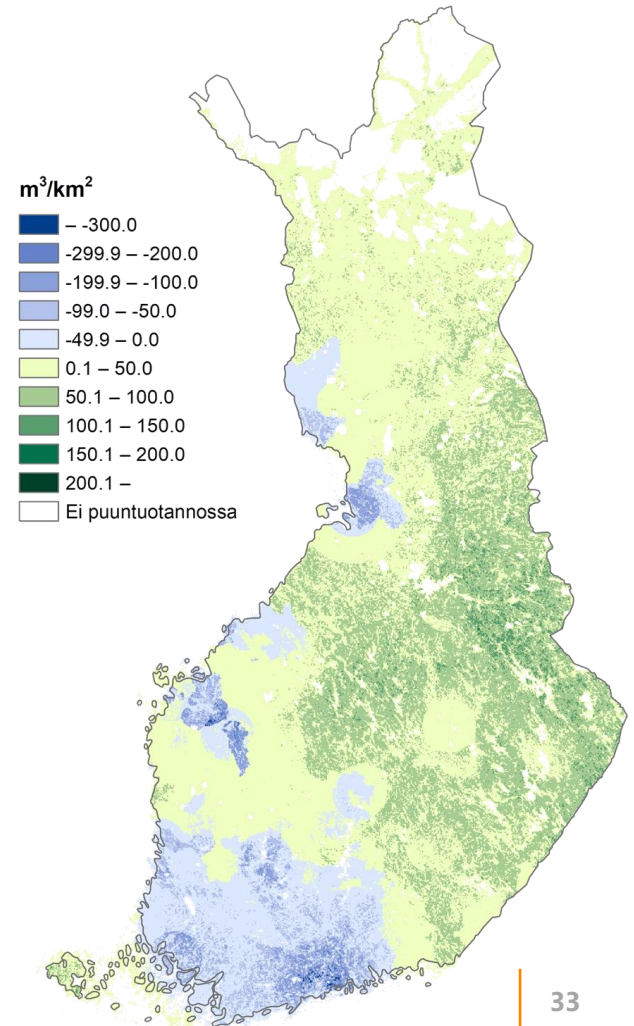 m³/km²
– -300.0
-299.9 – -200.0
-199.9 – -100.0
-99.0 – -50.0
-49.9 – 0.0
0.1 – 50.0
50.1 – 100.0
100.1 – 150.0
150.1 – 200.0
200.1 –
Ei puuntuotannossa
33